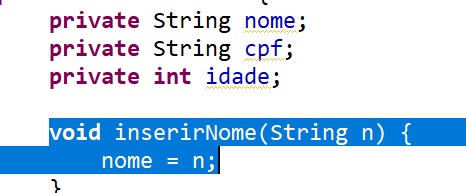 private String nome;
private String cpf;
private int idade;
void inserirNome(String n) {
nome = n;
}